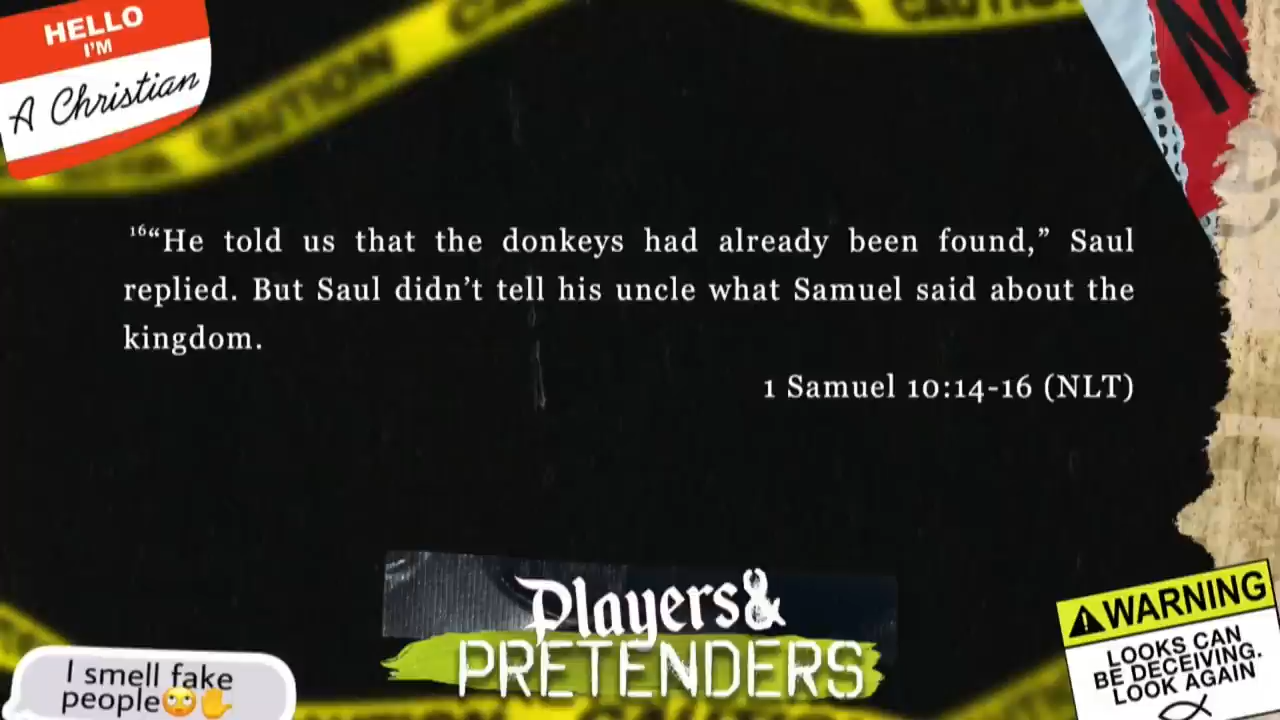 HELLO
I'M
A Christian
CAUTION
CAUTION
¹⁶“He told us that the donkeys had already been found,” Saul
replied. But Saul didn’t tell his uncle what Samuel said about the
kingdom.
1 Samuel 10:14-16 (NLT)
Players&
PRETENDERS
I smell fake
people🙄✋
WARNING
LOOKS CAN
BE DECEIVING.
LOOK AGAIN